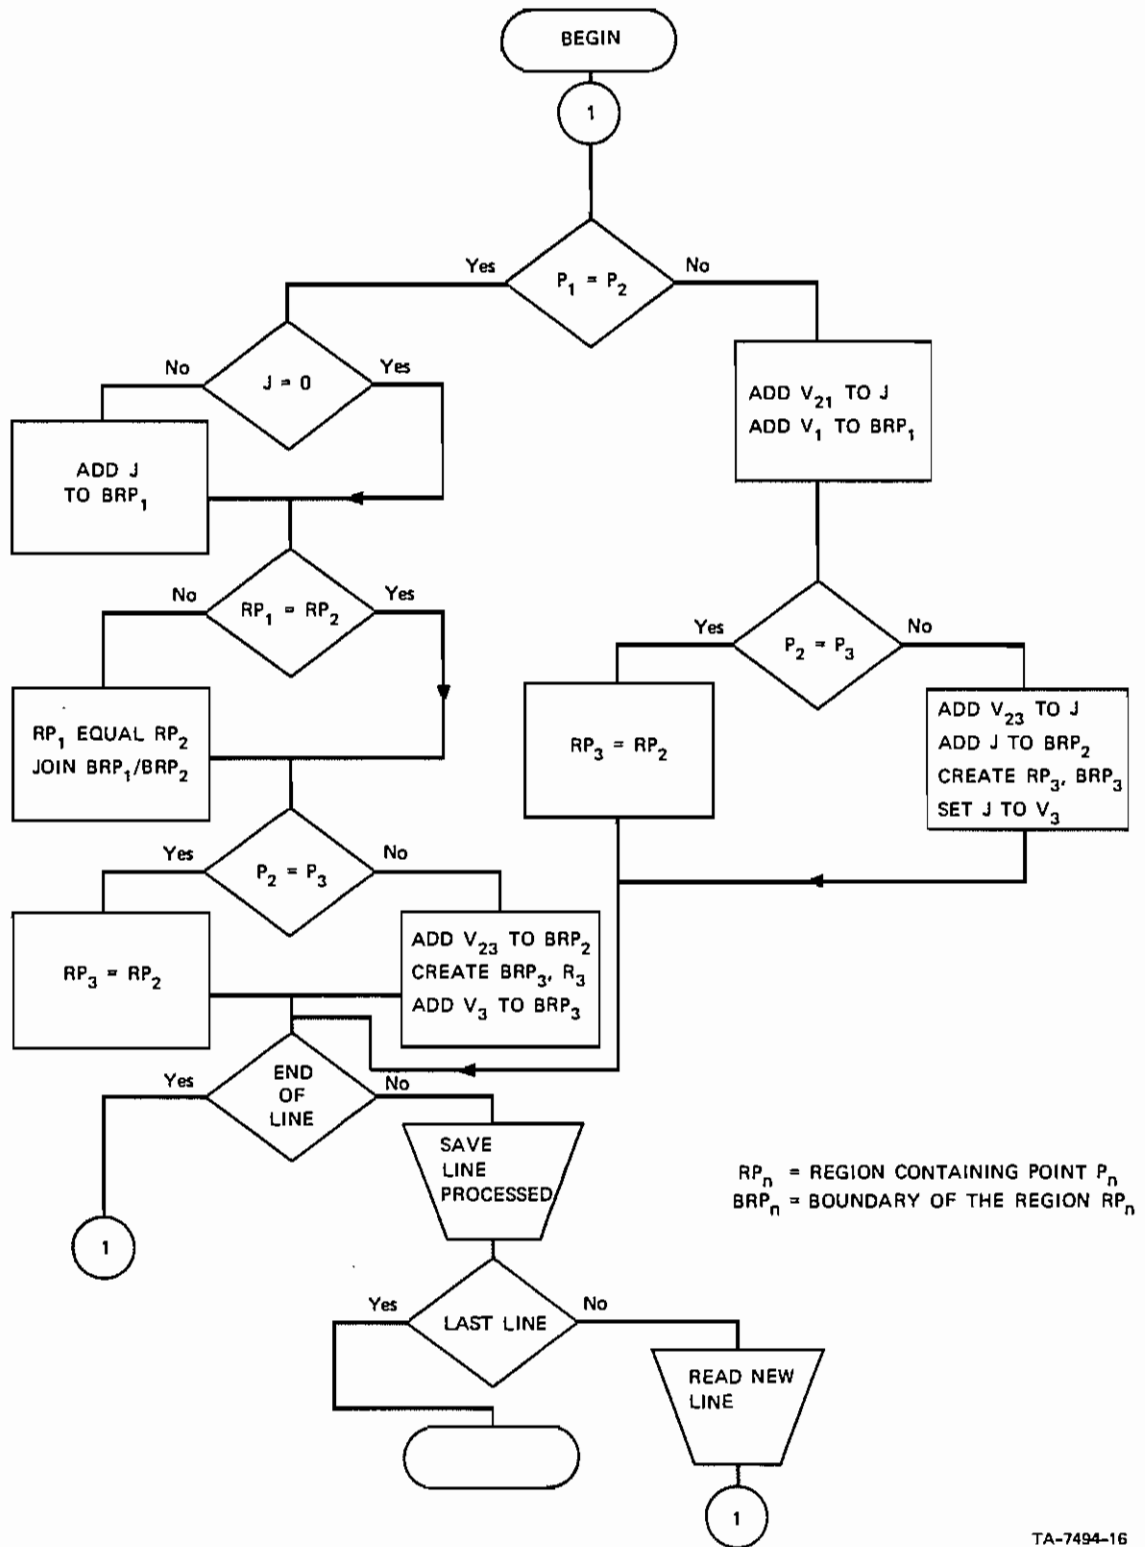 BEGIN
1
Yes
P₁ = P₂
No
No
J = 0
Yes
ADD V₂₁ TO J
ADD V₁ TO BRP₁
ADD J
TO BRP₁
No
RP₁ = RP₂
Yes
Yes
P₂ = P₃
No
RP₁ EQUAL RP₂
JOIN BRP₁/BRP₂
RP₃ = RP₂
ADD V₂₃ TO J
ADD J TO BRP₂
CREATE RP₃, BRP₃
SET J TO V₃
Yes
P₂ = P₃
No
RP₃ = RP₂
ADD V₂₃ TO BRP₂
CREATE BRP₃, R₃
ADD V₃ TO BRP₃
Yes
END
OF
LINE
No
SAVE
LINE
PROCESSED
RPₙ = REGION CONTAINING POINT Pₙ
BRPₙ = BOUNDARY OF THE REGION RPₙ
1
Yes
LAST LINE
No
READ NEW
LINE
1
TA-7494-16